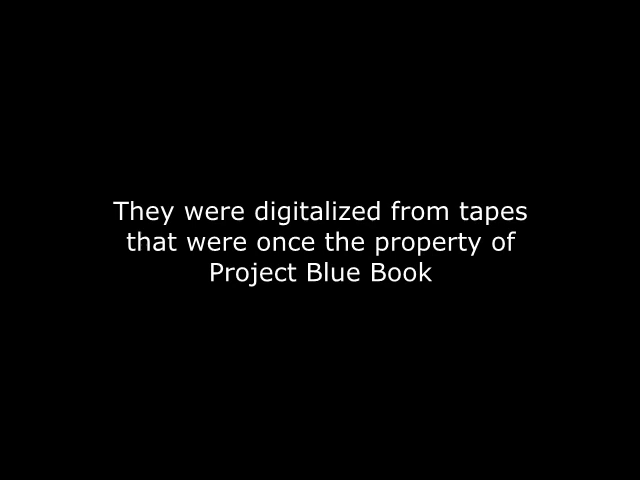 They were digitalized from tapes
that were once the property of
Project Blue Book